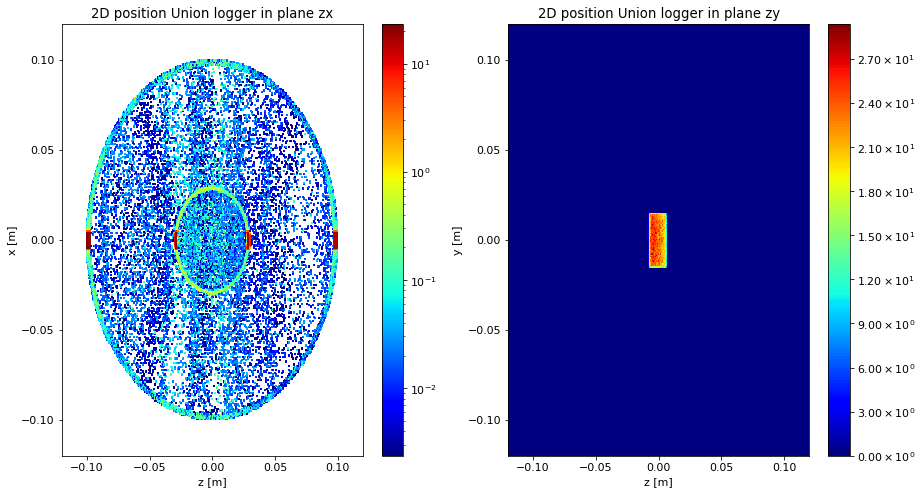 2D position Union logger in plane zx
x [m]
0.10
0.05
0.00
−0.05
−0.10
−0.10
−0.05
0.00
0.05
0.10
z [m]
10¹
10⁰
10⁻¹
10⁻²
2D position Union logger in plane zy
y [m]
0.10
0.05
0.00
−0.05
−0.10
−0.10
−0.05
0.00
0.05
0.10
z [m]
2.70 × 10¹
2.40 × 10¹
2.10 × 10¹
1.80 × 10¹
1.50 × 10¹
1.20 × 10¹
9.00 × 10⁰
6.00 × 10⁰
3.00 × 10⁰
0.00 × 10⁰